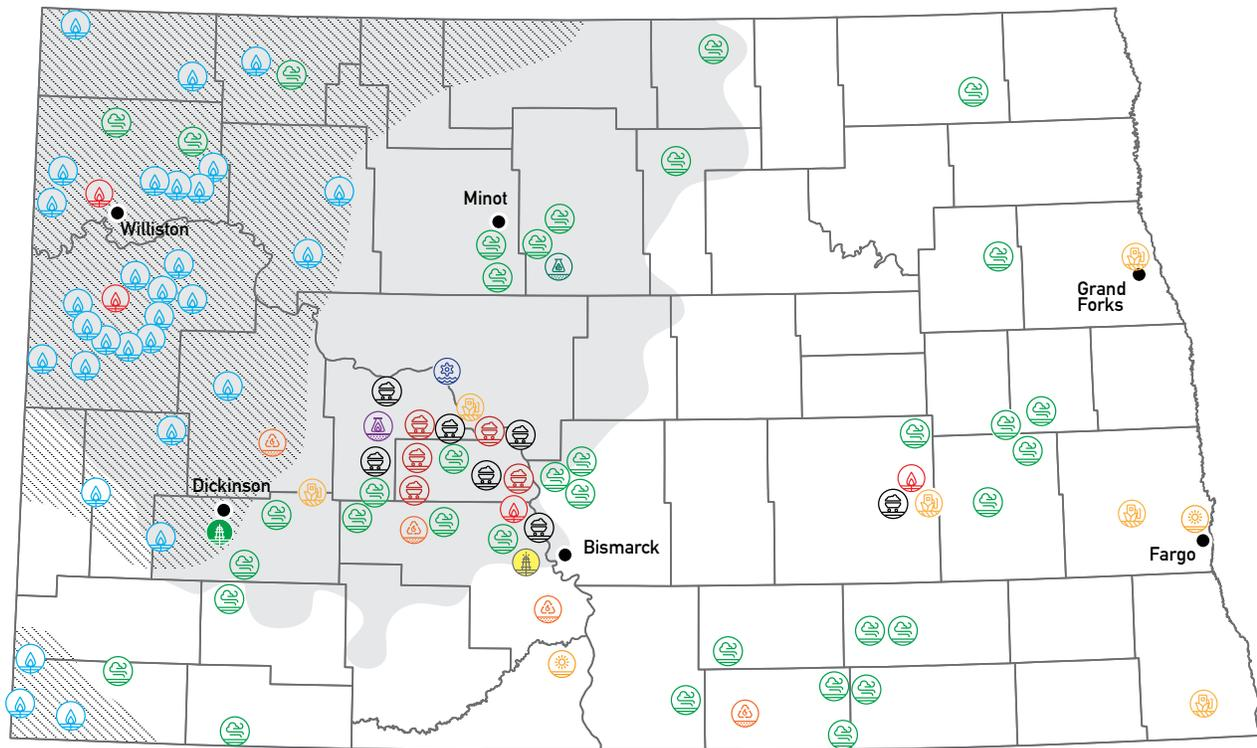 Minot
Williston
Grand
Forks
Dickinson
Bismarck
Fargo